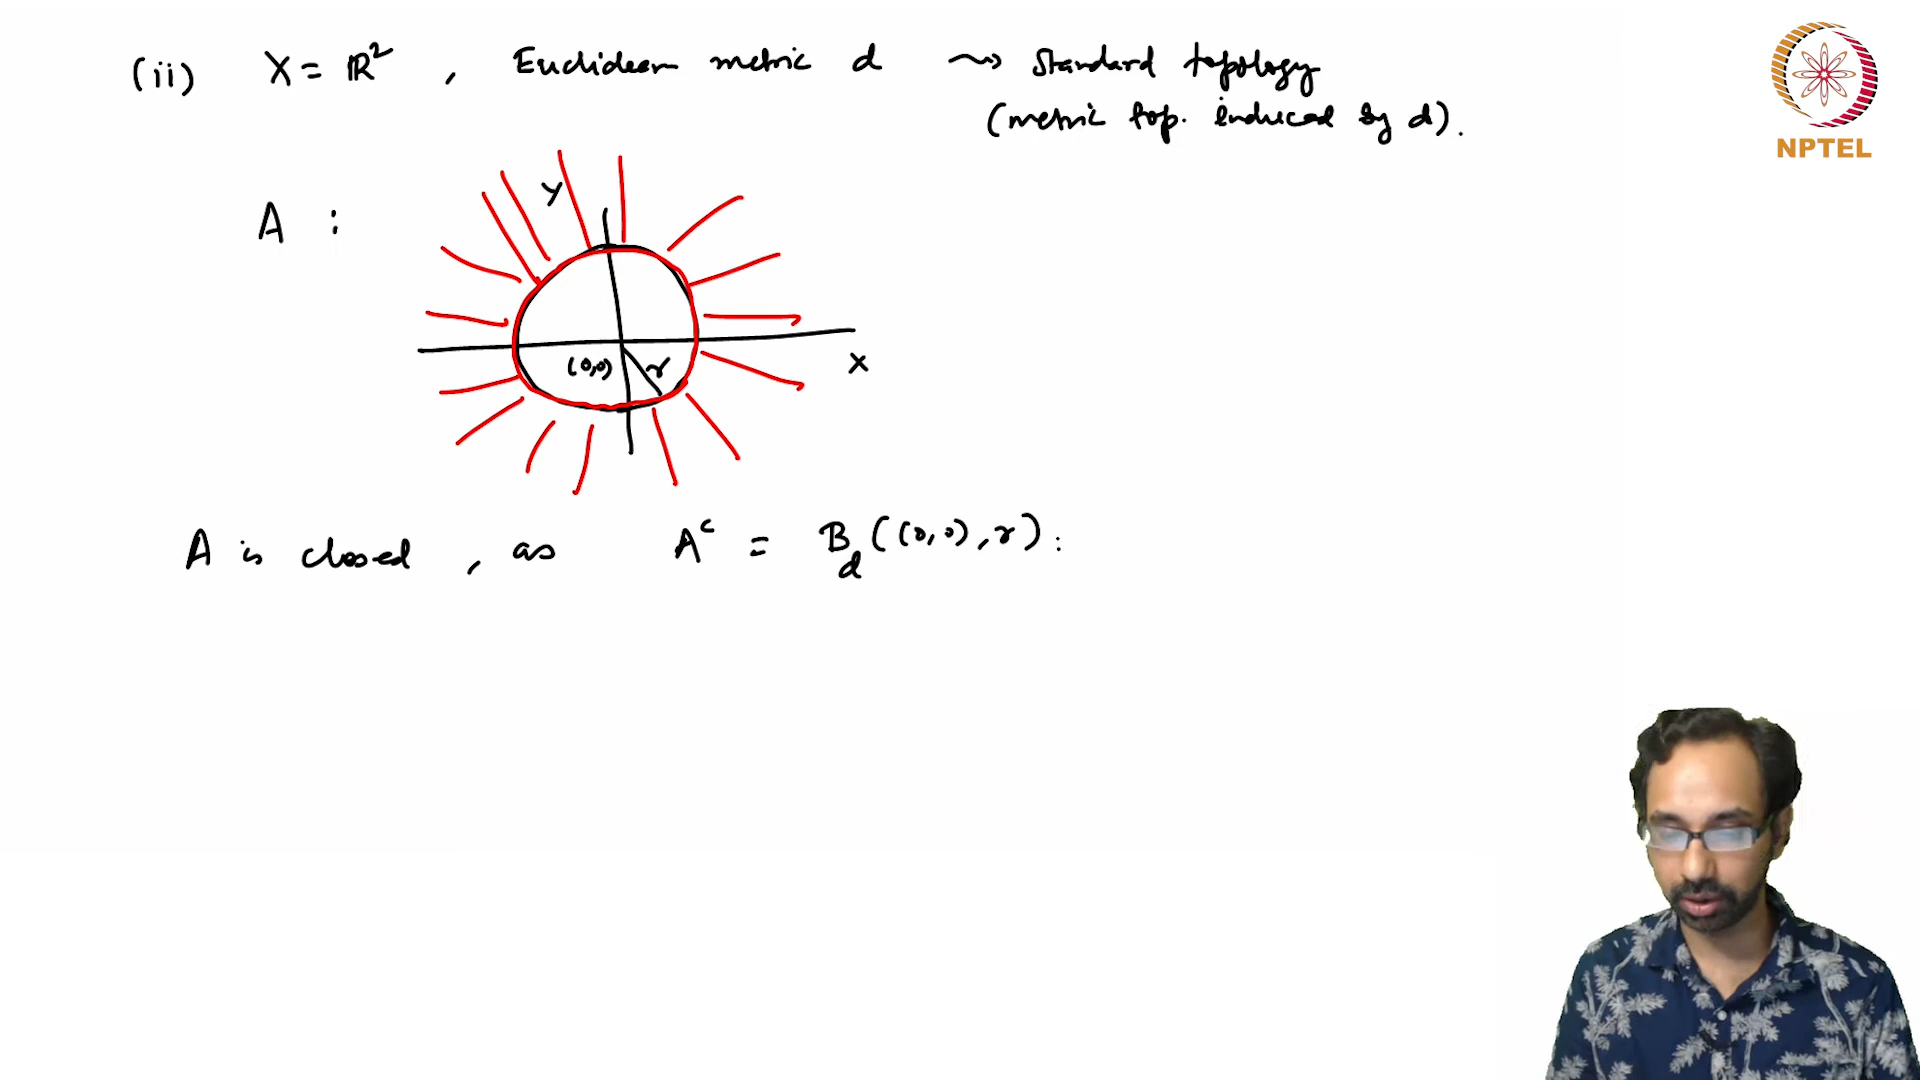 (ii) X = ℝ² , Euclidean metric d ⇝ Standard topology
(metric top. induced by d).
NPTEL
A :
y
(0,0) r
x
A is closed , as Aᶜ = B_d((0,0), r) :